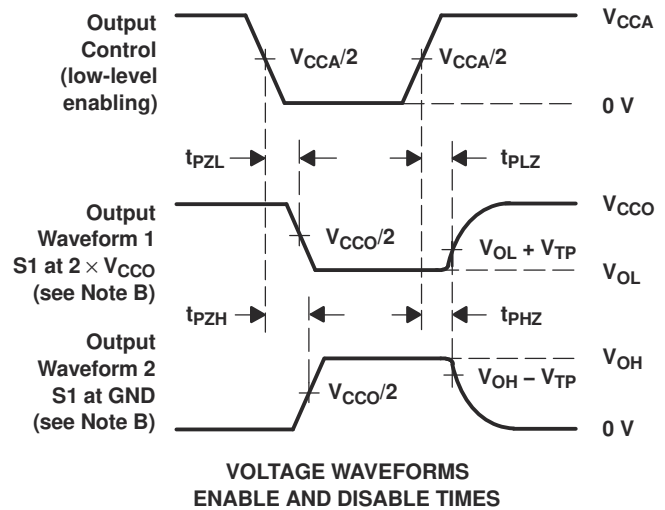 Output
Control
(low-level
enabling)
VCCA/2
VCCA/2
VCCA
0 V
tPZL
tPLZ
Output
Waveform 1
S1 at 2 × VCCO
(see Note B)
VCCO/2
VCCO
VOL + VTP
VOL
tPZH
tPHZ
Output
Waveform 2
S1 at GND
(see Note B)
VCCO/2
VOH
VOH − VTP
0 V
VOLTAGE WAVEFORMS
ENABLE AND DISABLE TIMES